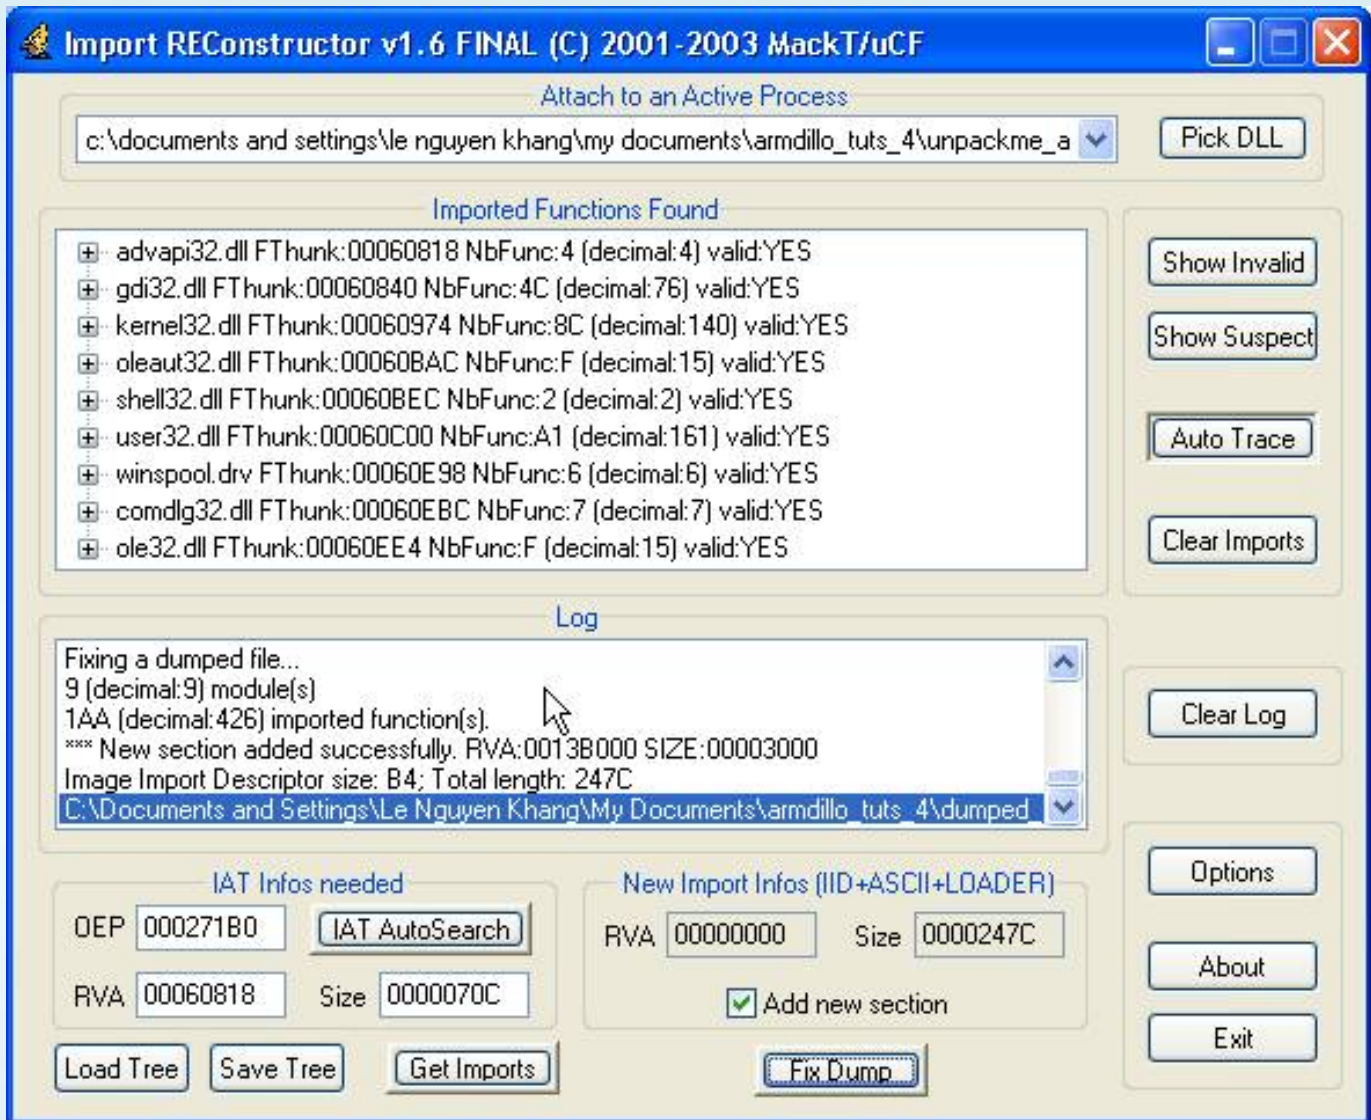 Import REConstructor v1.6 FINAL (C) 2001-2003 MackT/uCF
Attach to an Active Process
c:\documents and settings\le nguyen khang\my documents\armdillo_tuts_4\unpackme_a
Pick DLL
Imported Functions Found
advapi32.dll FThunk:00060818 NbFunc:4 (decimal:4) valid:YES
gdi32.dll FThunk:00060840 NbFunc:4C (decimal:76) valid:YES
kernel32.dll FThunk:00060974 NbFunc:8C (decimal:140) valid:YES
oleaut32.dll FThunk:00060BAC NbFunc:F (decimal:15) valid:YES
shell32.dll FThunk:00060BEC NbFunc:2 (decimal:2) valid:YES
user32.dll FThunk:00060C00 NbFunc:A1 (decimal:161) valid:YES
winspool.drv FThunk:00060E98 NbFunc:6 (decimal:6) valid:YES
comdlg32.dll FThunk:00060EBC NbFunc:7 (decimal:7) valid:YES
ole32.dll FThunk:00060EE4 NbFunc:F (decimal:15) valid:YES
Show Invalid
Show Suspect
Auto Trace
Clear Imports
Log
Fixing a dumped file...
9 (decimal:9) module(s)
1AA (decimal:426) imported function(s).
*** New section added successfully. RVA:0013B000 SIZE:00003000
Image Import Descriptor size: B4; Total length: 247C
C:\Documents and Settings\Le Nguyen Khang\My Documents\armdillo_tuts_4\dumped_
Clear Log
IAT Infos needed
OEP 000271B0 IAT AutoSearch
RVA 00060818 Size 0000070C
New Import Infos (IID+ASCII+LOADER)
RVA 00000000 Size 0000247C
Add new section
Options
About
Exit
Load Tree Save Tree Get Imports Fix Dump